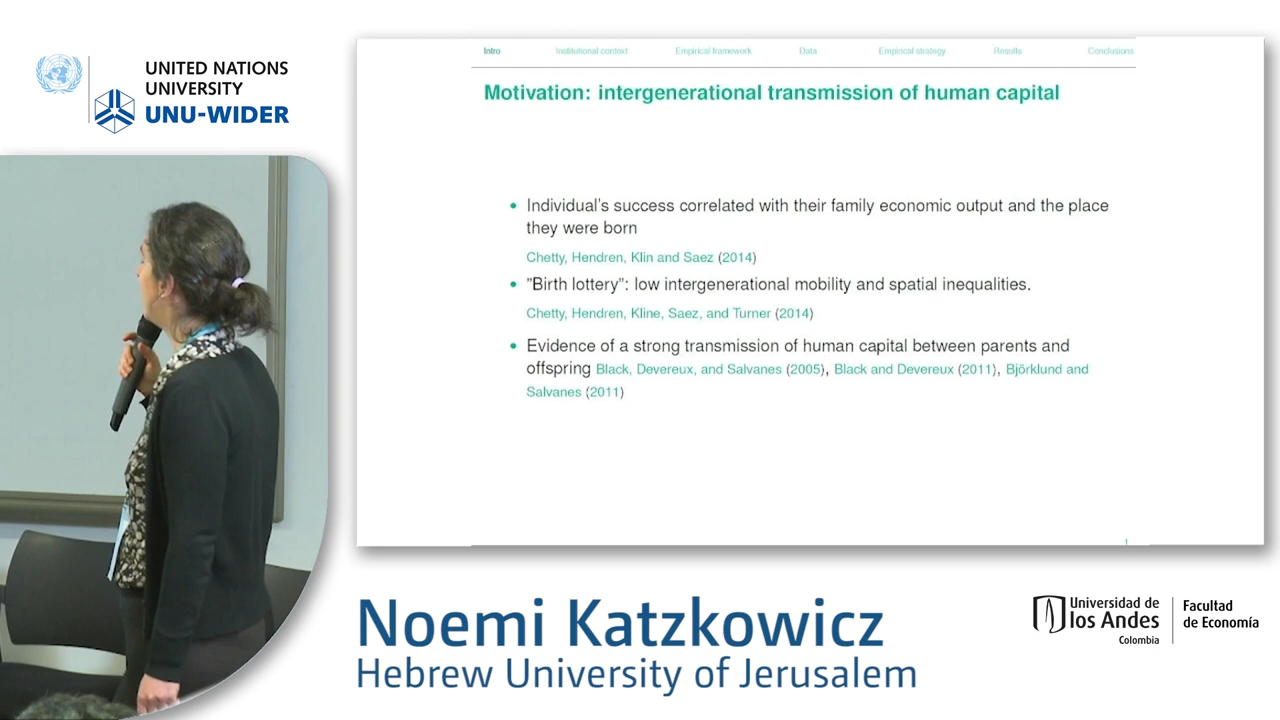 UNITED NATIONS
UNIVERSITY
UNU-WIDER
Intro Institutional context Empirical framework Data Empirical strategy Results Conclusions
Motivation: intergenerational transmission of human capital
• Individual's success correlated with their family economic output and the place
they were born
Chetty, Hendren, Klin and Saez (2014)
• "Birth lottery": low intergenerational mobility and spatial inequalities.
Chetty, Hendren, Kline, Saez, and Turner (2014)
• Evidence of a strong transmission of human capital between parents and
offspring Black, Devereux, and Salvanes (2005), Black and Devereux (2011), Björklund and
Salvanes (2011)
1
Noemi Katzkowicz
Hebrew University of Jerusalem
Universidad de
los Andes
Colombia
Facultad
de Economía